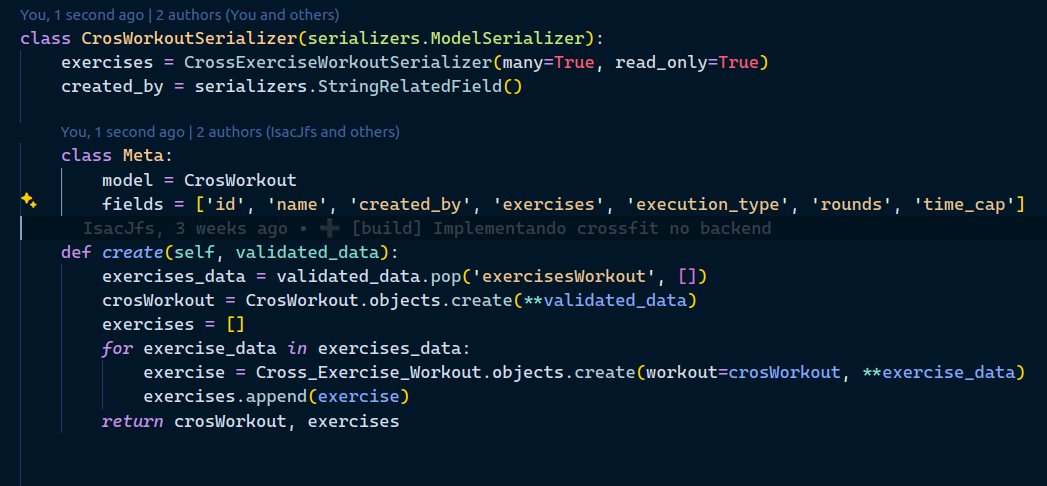 You, 1 second ago | 2 authors (You and others)
class CrosWorkoutSerializer(serializers.ModelSerializer):
    exercises = CrossExerciseWorkoutSerializer(many=True, read_only=True)
    created_by = serializers.StringRelatedField()
    You, 1 second ago | 2 authors (IsacJfs and others)
    class Meta:
        model = CrosWorkout
        fields = ['id', 'name', 'created_by', 'exercises', 'execution_type', 'rounds', 'time_cap']
      IsacJfs, 3 weeks ago • ➕ [build] Implementando crossfit no backend
    def create(self, validated_data):
        exercises_data = validated_data.pop('exercisesWorkout', [])
        crosWorkout = CrosWorkout.objects.create(**validated_data)
        exercises = []
        for exercise_data in exercises_data:
            exercise = Cross_Exercise_Workout.objects.create(workout=crosWorkout, **exercise_data)
            exercises.append(exercise)
        return crosWorkout, exercises